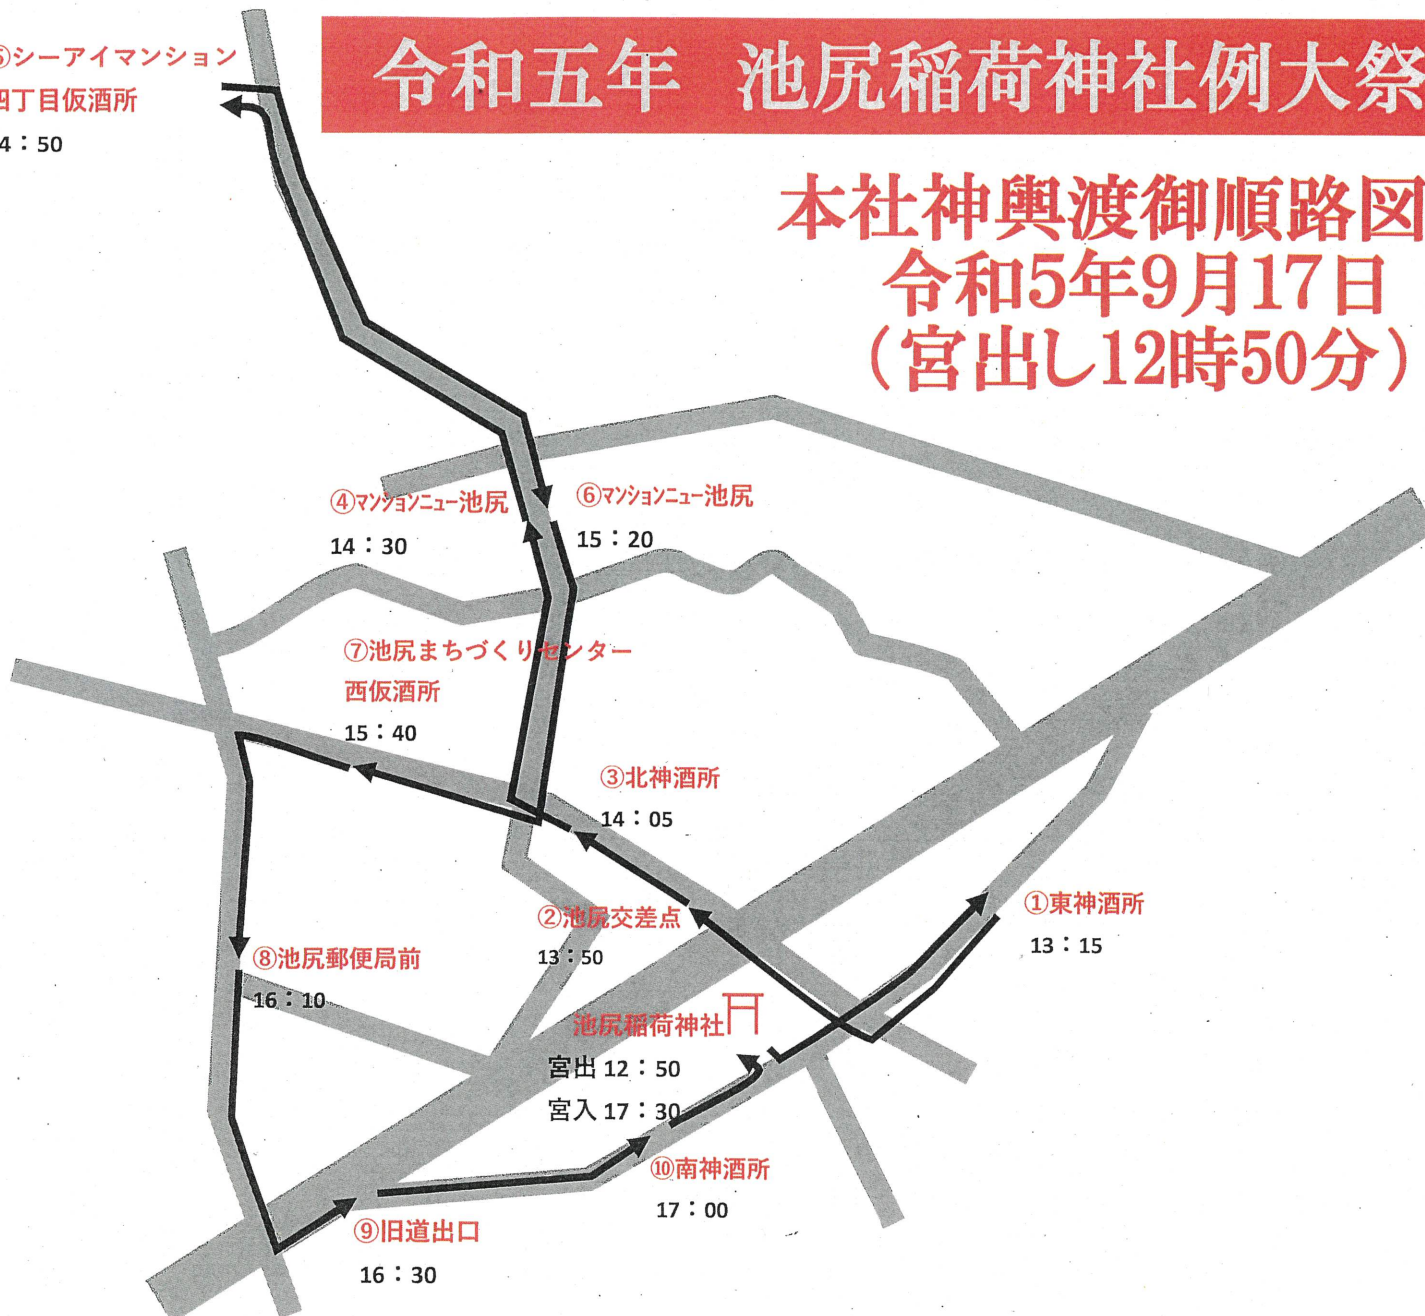 令和五年 池尻稲荷神社例大祭
本社神輿渡御順路図
令和5年9月17日
(宮出し12時50分)
⑤シーアイマンション
四丁目仮酒所
4:50
④マンションニュー池尻
14:30
⑥マンションニュー池尻
15:20
⑦池尻まちづくりセンター
西仮酒所
15:40
③北神酒所
14:05
②池尻交差点
13:50
①東神酒所
13:15
⑧池尻郵便局前
16:10
池尻稲荷神社
宮出 12:50
宮入 17:30
⑩南神酒所
17:00
⑨旧道出口
16:30